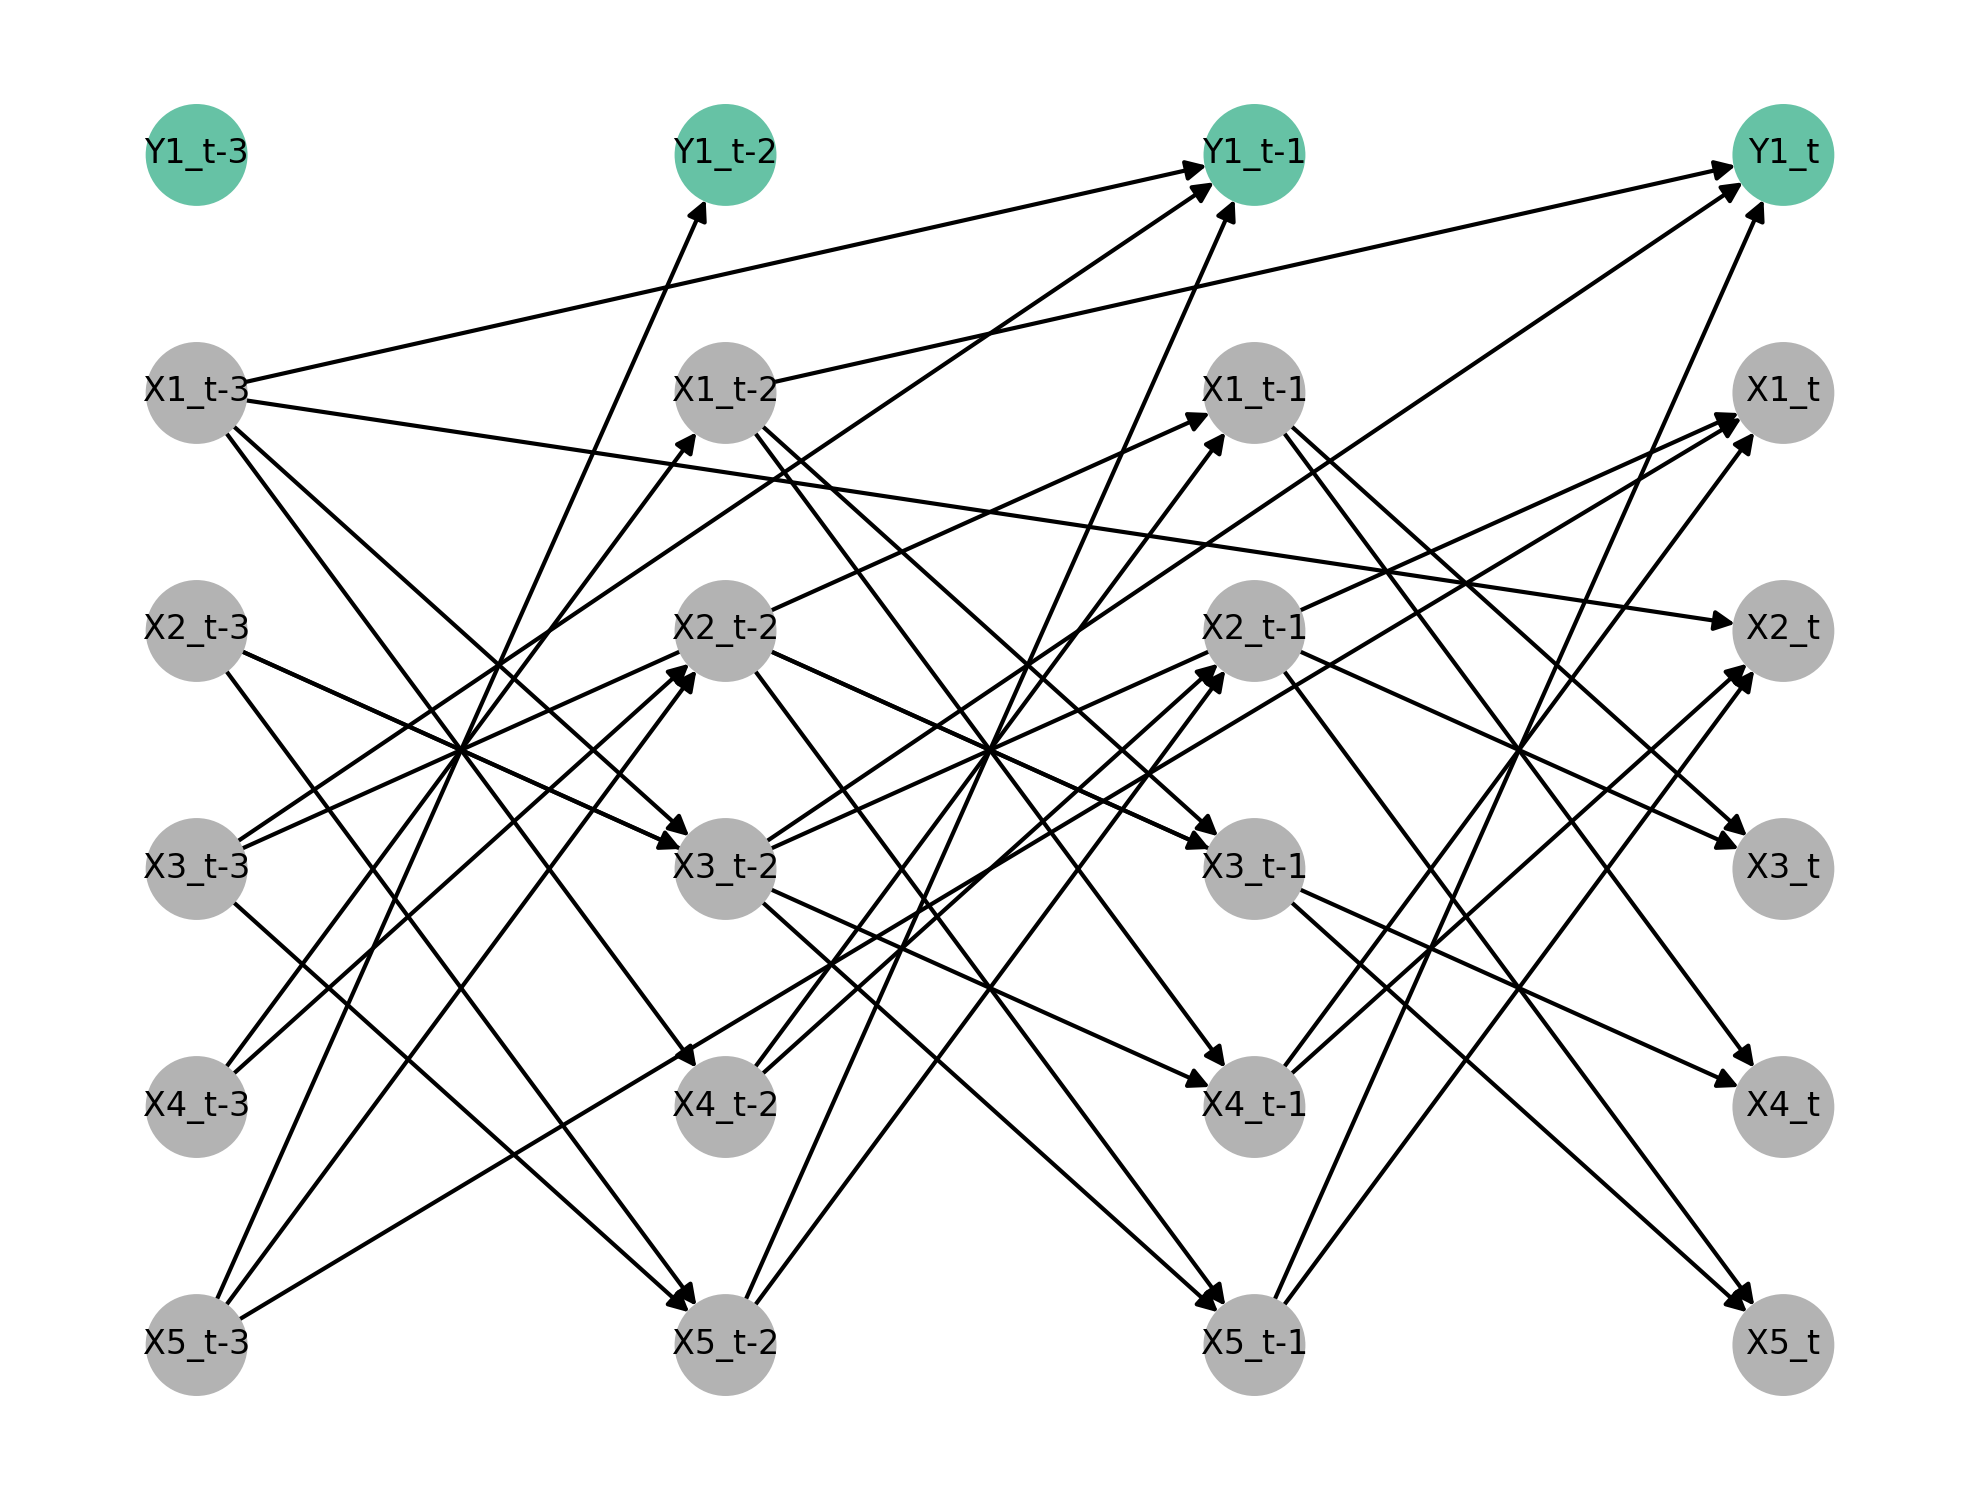 Y1_t-3 Y1_t-2 Y1_t-1 Y1_t
X1_t-3 X1_t-2 X1_t-1 X1_t
X2_t-3 X2_t-2 X2_t-1 X2_t
X3_t-3 X3_t-2 X3_t-1 X3_t
X4_t-3 X4_t-2 X4_t-1 X4_t
X5_t-3 X5_t-2 X5_t-1 X5_t